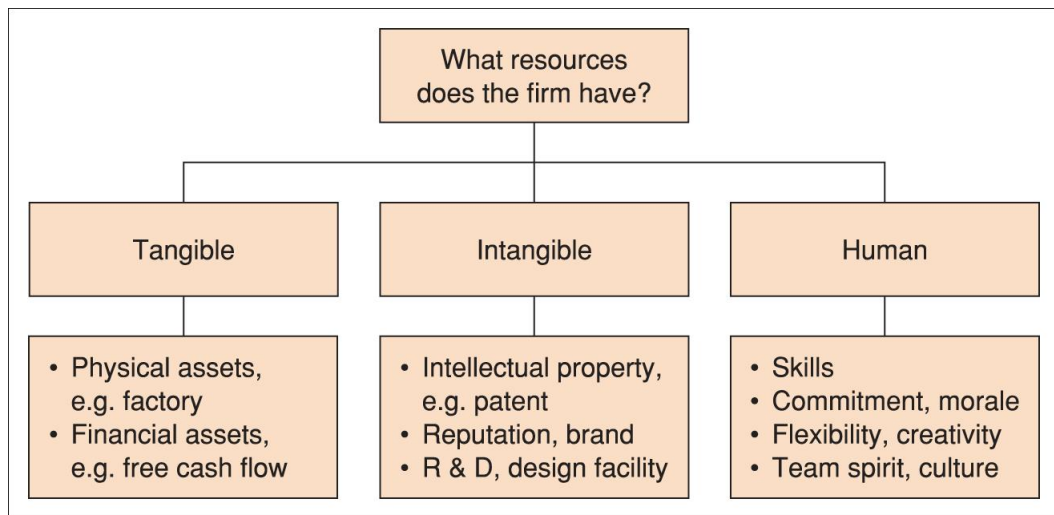 What resources
does the firm have?
Tangible
Intangible
Human
• Physical assets,
e.g. factory
• Financial assets,
e.g. free cash flow
• Intellectual property,
e.g. patent
• Reputation, brand
• R & D, design facility
• Skills
• Commitment, morale
• Flexibility, creativity
• Team spirit, culture